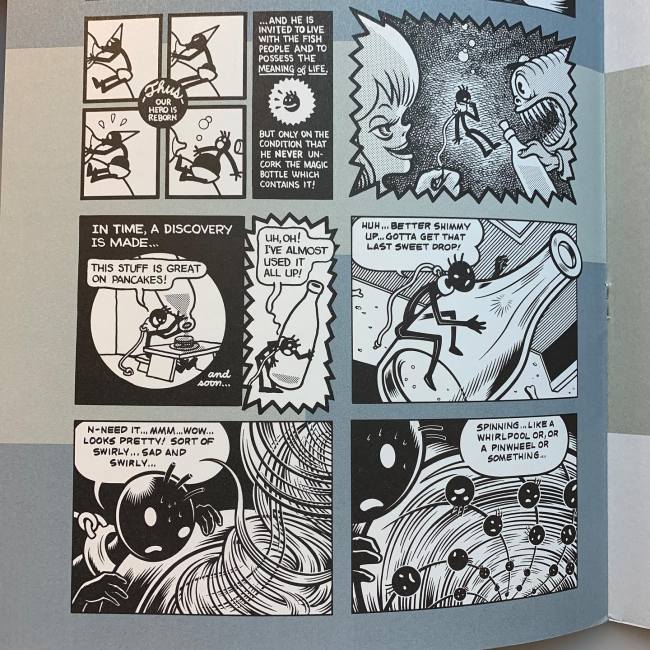 Thus,
OUR
HERO IS
REBORN
...AND HE IS
INVITED TO LIVE
WITH THE FISH
PEOPLE AND TO
POSSESS THE
MEANING of LIFE,
BUT ONLY ON THE
CONDITION THAT
HE NEVER UN-
CORK THE MAGIC
BOTTLE WHICH
CONTAINS IT!
IN TIME, A DISCOVERY
IS MADE...
THIS STUFF IS GREAT
ON PANCAKES!
and
soon...
UH, OH!
I'VE ALMOST
USED IT
ALL UP!
HUH... BETTER SHIMMY
UP... GOTTA GET THAT
LAST SWEET DROP!
N-NEED IT... MMM...WOW...
LOOKS PRETTY! SORT OF
SWIRLY... SAD AND
SWIRLY...
SPINNING... LIKE A
WHIRLPOOL OR, OR
A PINWHEEL OR
SOMETHING...